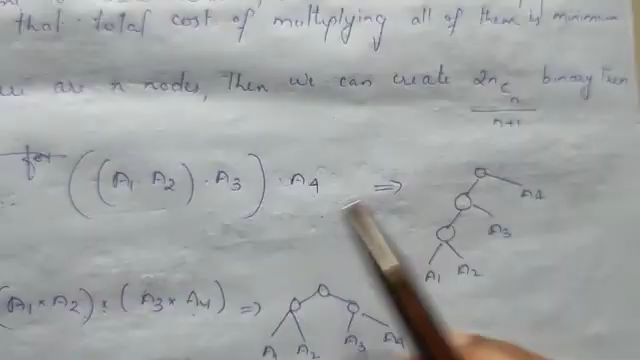 that total cost of multiplying all of them is minimum
are n nodes, Then we can create 2nCn / n+1 binary Tree
for ((A1 . A2) . A3) . A4 ⇒
A4
A3
A1 A2
(A1 × A2) × (A3 × A4) ⇒
A A2 A3 A4